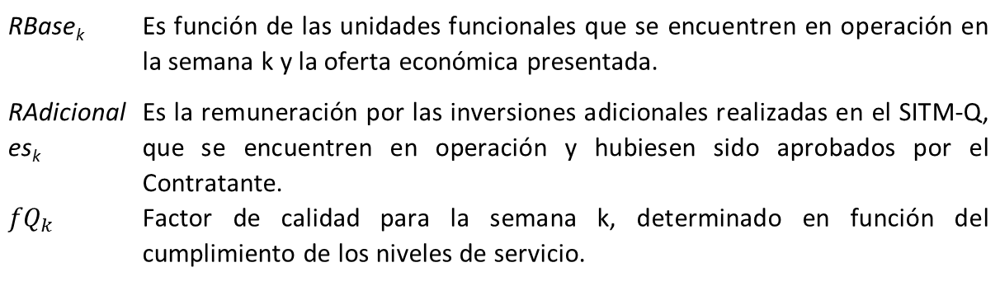 RBase_k Es función de las unidades funcionales que se encuentren en operación en
la semana k y la oferta económica presentada.
RAdicional Es la remuneración por las inversiones adicionales realizadas en el SITM-Q,
es_k que se encuentren en operación y hubiesen sido aprobados por el
Contratante.
fQ_k Factor de calidad para la semana k, determinado en función del
cumplimiento de los niveles de servicio.